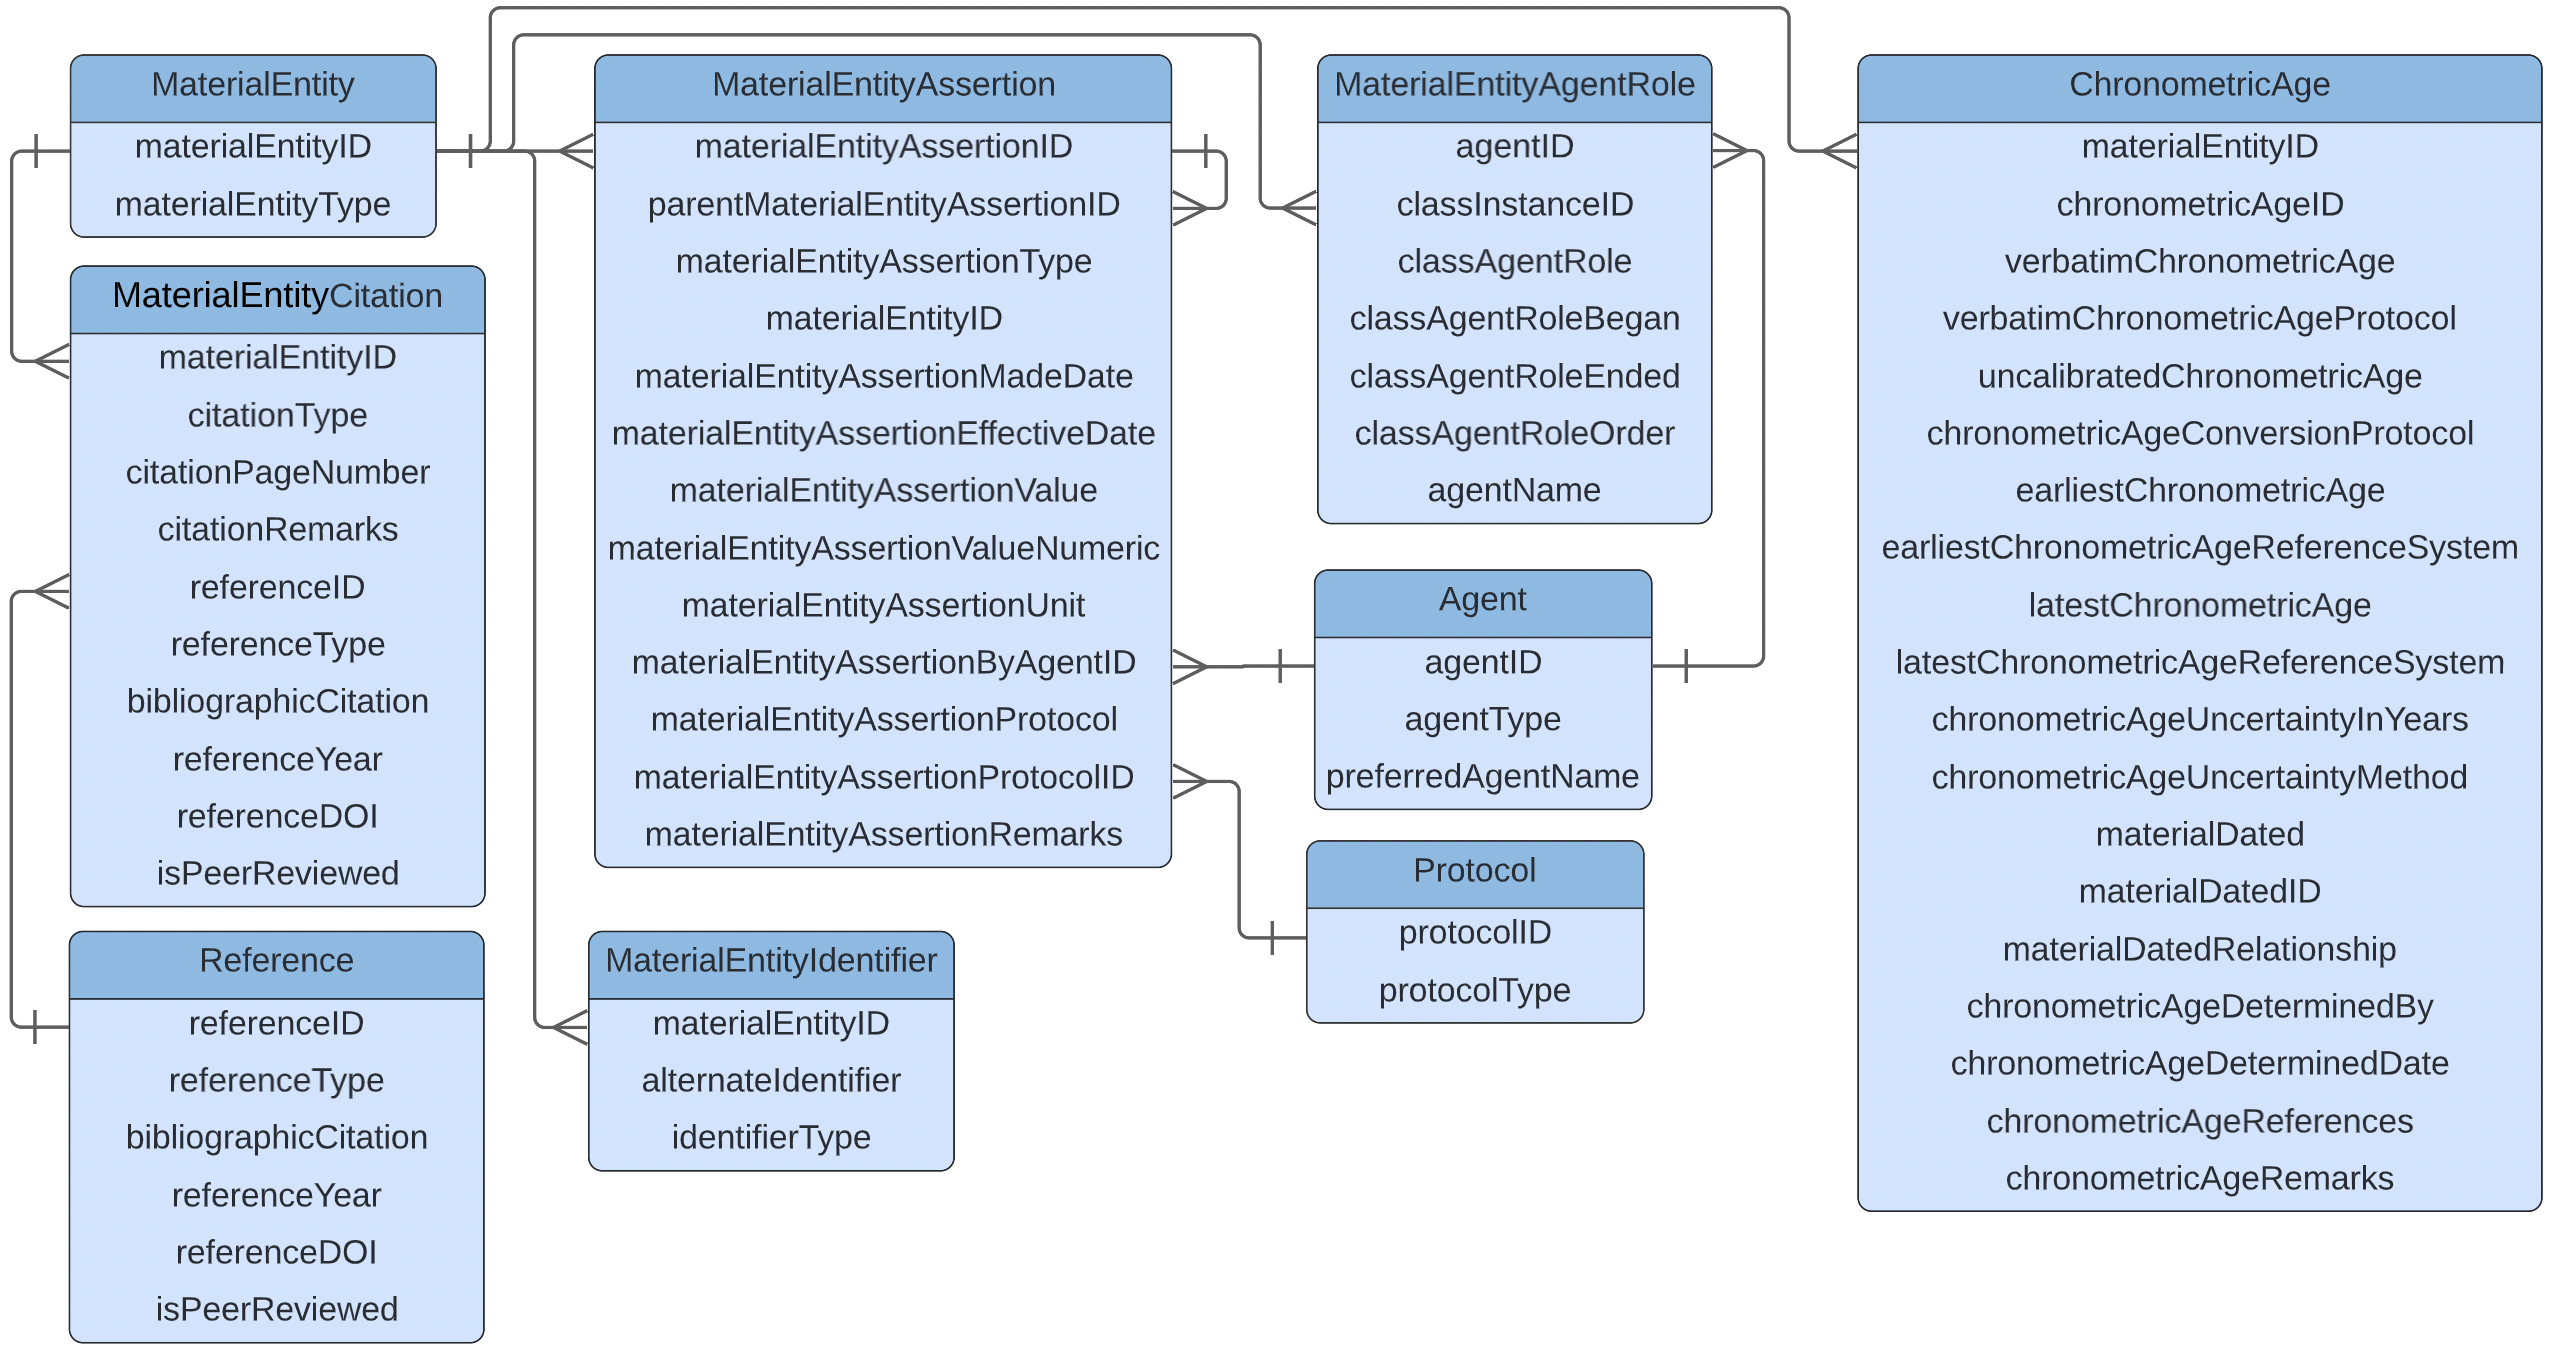 MaterialEntity
materialEntityID
materialEntityType
MaterialEntityCitation
materialEntityID
citationType
citationPageNumber
citationRemarks
referenceID
referenceType
bibliographicCitation
referenceYear
referenceDOI
isPeerReviewed
Reference
referenceID
referenceType
bibliographicCitation
referenceYear
referenceDOI
isPeerReviewed
MaterialEntityAssertion
materialEntityAssertionID
parentMaterialEntityAssertionID
materialEntityAssertionType
materialEntityID
materialEntityAssertionMadeDate
materialEntityAssertionEffectiveDate
materialEntityAssertionValue
materialEntityAssertionValueNumeric
materialEntityAssertionUnit
materialEntityAssertionByAgentID
materialEntityAssertionProtocol
materialEntityAssertionProtocolID
materialEntityAssertionRemarks
MaterialEntityIdentifier
materialEntityID
alternateIdentifier
identifierType
MaterialEntityAgentRole
agentID
classInstanceID
classAgentRole
classAgentRoleBegan
classAgentRoleEnded
classAgentRoleOrder
agentName
Agent
agentID
agentType
preferredAgentName
Protocol
protocolID
protocolType
ChronometricAge
materialEntityID
chronometricAgeID
verbatimChronometricAge
verbatimChronometricAgeProtocol
uncalibratedChronometricAge
chronometricAgeConversionProtocol
earliestChronometricAge
earliestChronometricAgeReferenceSystem
latestChronometricAge
latestChronometricAgeReferenceSystem
chronometricAgeUncertaintyInYears
chronometricAgeUncertaintyMethod
materialDated
materialDatedID
materialDatedRelationship
chronometricAgeDeterminedBy
chronometricAgeDeterminedDate
chronometricAgeReferences
chronometricAgeRemarks